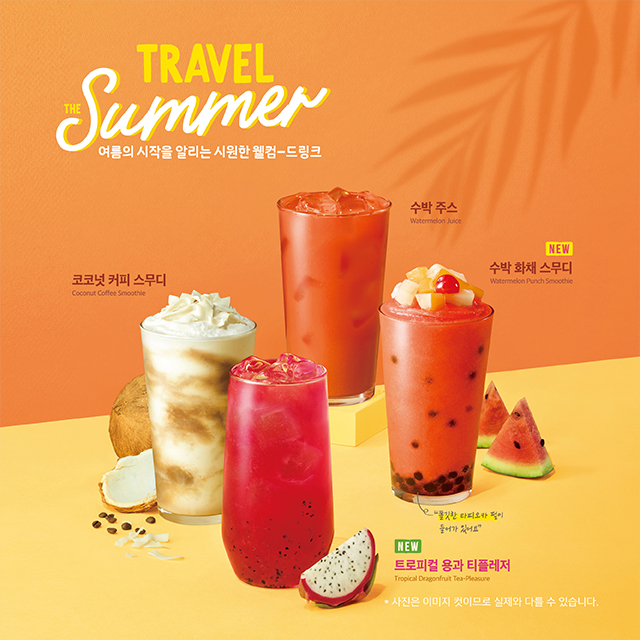 TRAVEL
THE Summer
여름의 시작을 알리는 시원한 웰컴-드링크
수박 주스
Watermelon Juice
NEW
수박 화채 스무디
Watermelon Punch Smoothie
코코넛 커피 스무디
Coconut Coffee Smoothie
"쫄깃한 타피오카 펄이
들어가 있어요"
NEW
트로피컬 용과 티플레저
Tropical Dragonfruit Tea-Pleasure
* 사진은 이미지 컷이므로 실제와 다를 수 있습니다.